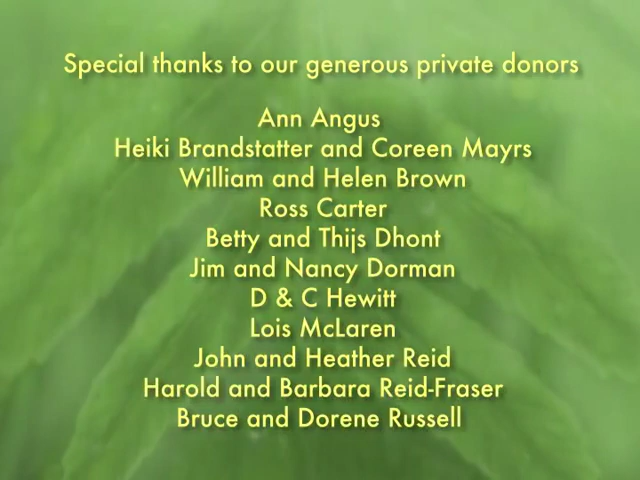 Special thanks to our generous private donors
Ann Angus
Heiki Brandstatter and Coreen Mayrs
William and Helen Brown
Ross Carter
Betty and Thijs Dhont
Jim and Nancy Dorman
D & C Hewitt
Lois McLaren
John and Heather Reid
Harold and Barbara Reid-Fraser
Bruce and Dorene Russell